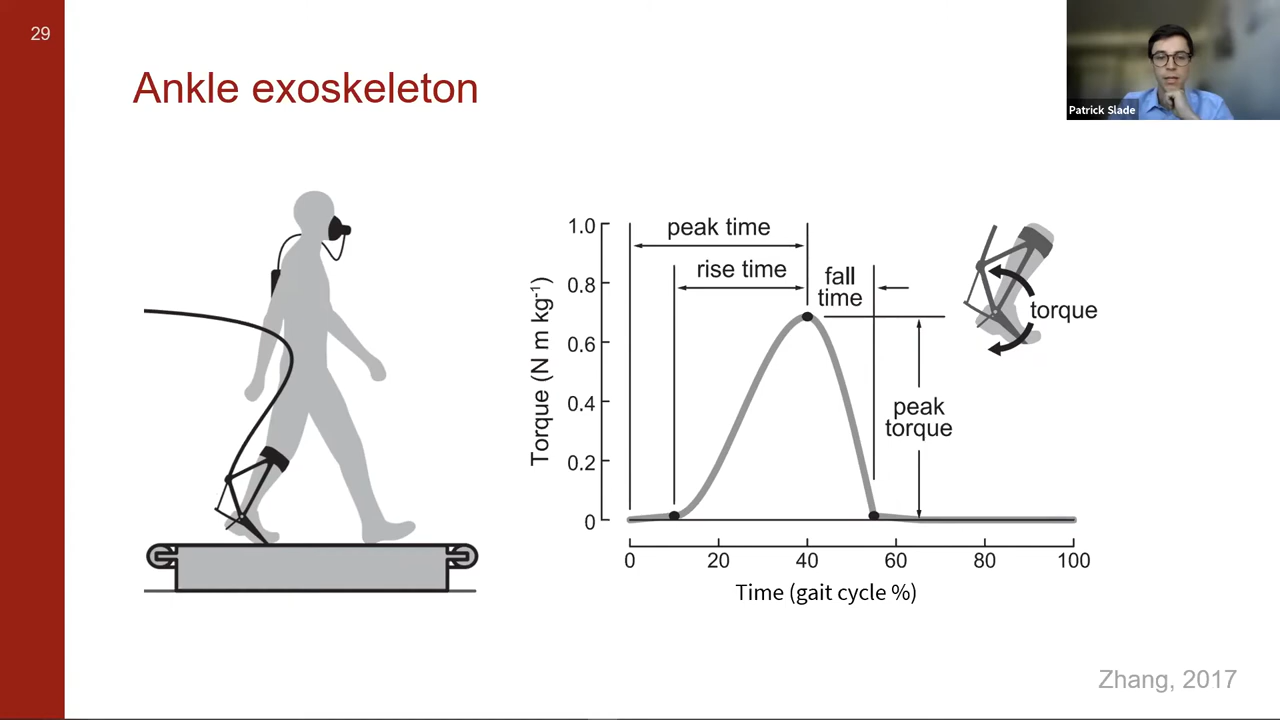 29
Ankle exoskeleton
Patrick Slade
peak time
rise time
fall
time
peak
torque
torque
Torque (N m kg⁻¹)
1.0
0.8
0.6
0.4
0.2
0
0
20
40
60
80
100
Time (gait cycle %)
Zhang, 2017